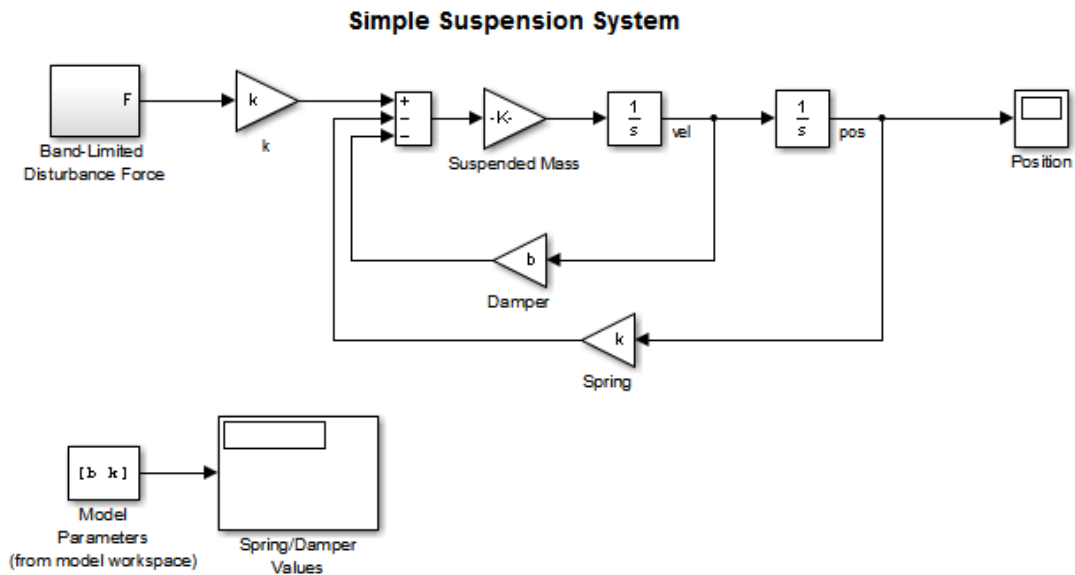 Simple Suspension System
F
Band-Limited
Disturbance Force
k
k
+
−
−
-K-
Suspended Mass
1
s
vel
1
s
pos
Position
b
Damper
k
Spring
[b k]
Model
Parameters
(from model workspace)
Spring/Damper
Values